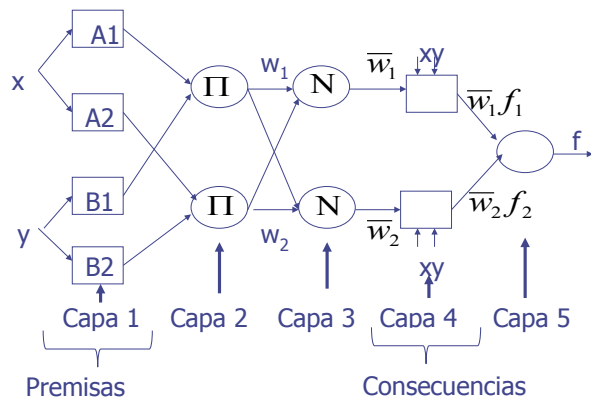 A1
x
A2
B1
y
B2
Π
Π
w₁
w₂
N
N
w̅₁
w̅₂
xy
xy
w̅₁f₁
w̅₂f₂
f
Capa 1 Capa 2 Capa 3 Capa 4 Capa 5
Premisas Consecuencias